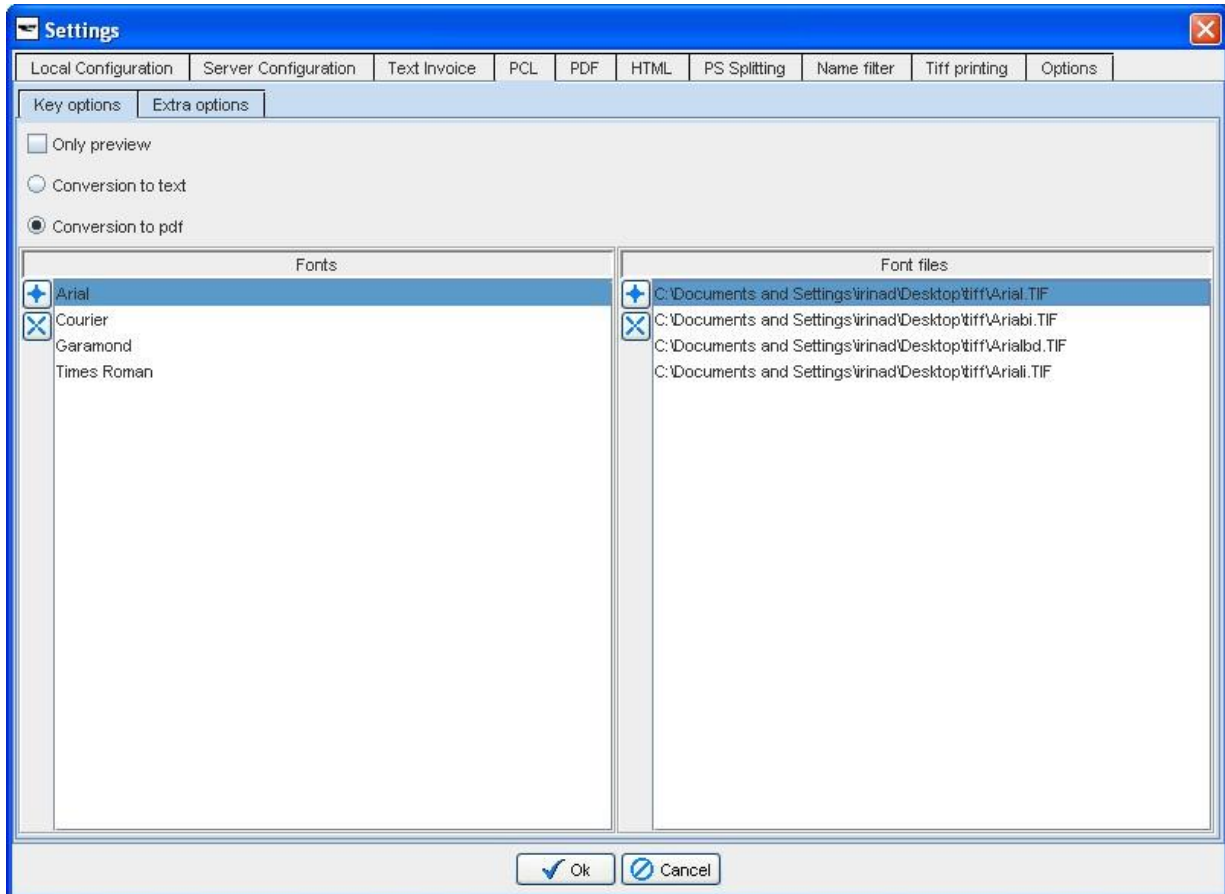 Settings
Local Configuration Server Configuration Text Invoice PCL PDF HTML PS Splitting Name filter Tiff printing Options
Key options Extra options
Only preview
Conversion to text
Conversion to pdf
Fonts
Arial
Courier
Garamond
Times Roman
Font files
C:\Documents and Settings\irinad\Desktop\tiff\Arial.TIF
C:\Documents and Settings\irinad\Desktop\tiff\Ariabi.TIF
C:\Documents and Settings\irinad\Desktop\tiff\Arialbd.TIF
C:\Documents and Settings\irinad\Desktop\tiff\Ariali.TIF
Ok Cancel